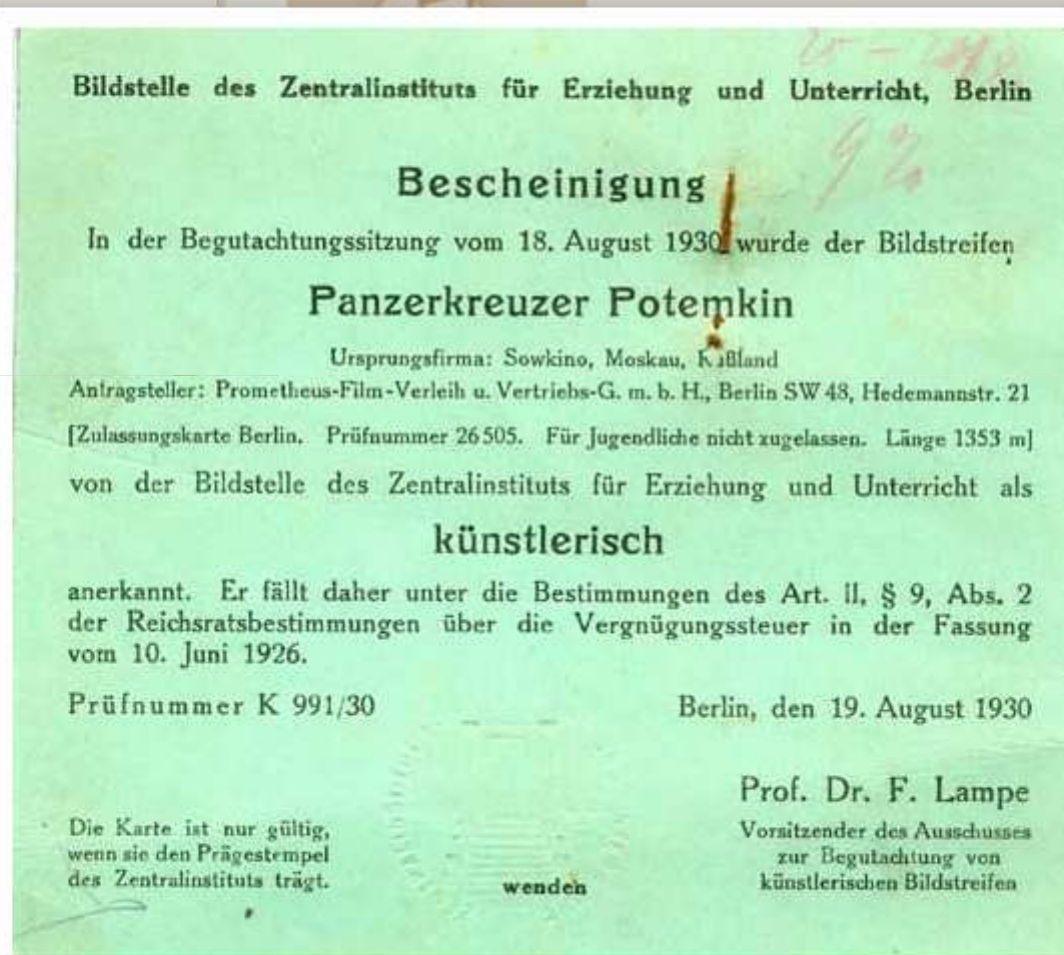 Bildstelle des Zentralinstituts für Erziehung und Unterricht, Berlin
Bescheinigung
In der Begutachtungssitzung vom 18. August 1930 wurde der Bildstreifen
Panzerkreuzer Potemkin
Ursprungsfirma: Sowkino, Moskau, Rußland
Antragsteller: Prometheus-Film-Verleih u. Vertriebs-G. m. b. H., Berlin SW 48, Hedemannstr. 21
[Zulassungskarte Berlin. Prüfnummer 26505. Für Jugendliche nicht zugelassen. Länge 1353 m]
von der Bildstelle des Zentralinstituts für Erziehung und Unterricht als
künstlerisch
anerkannt. Er fällt daher unter die Bestimmungen des Art. II, § 9, Abs. 2
der Reichsratsbestimmungen über die Vergnügungssteuer in der Fassung
vom 10. Juni 1926.
Prüfnummer K 991/30
Berlin, den 19. August 1930
Prof. Dr. F. Lampe
Vorsitzender des Ausschusses
zur Begutachtung von
künstlerischen Bildstreifen
Die Karte ist nur gültig,
wenn sie den Prägestempel
des Zentralinstituts trägt.
wenden